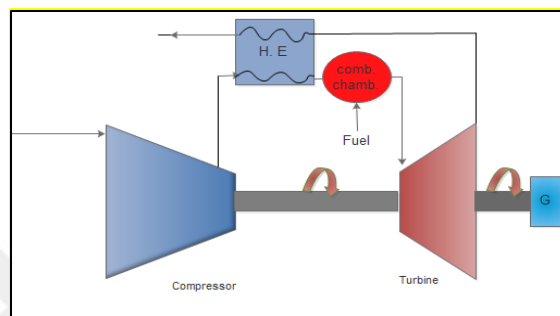 H. E
comb.
chamb.
Fuel
G
Compressor
Turbine